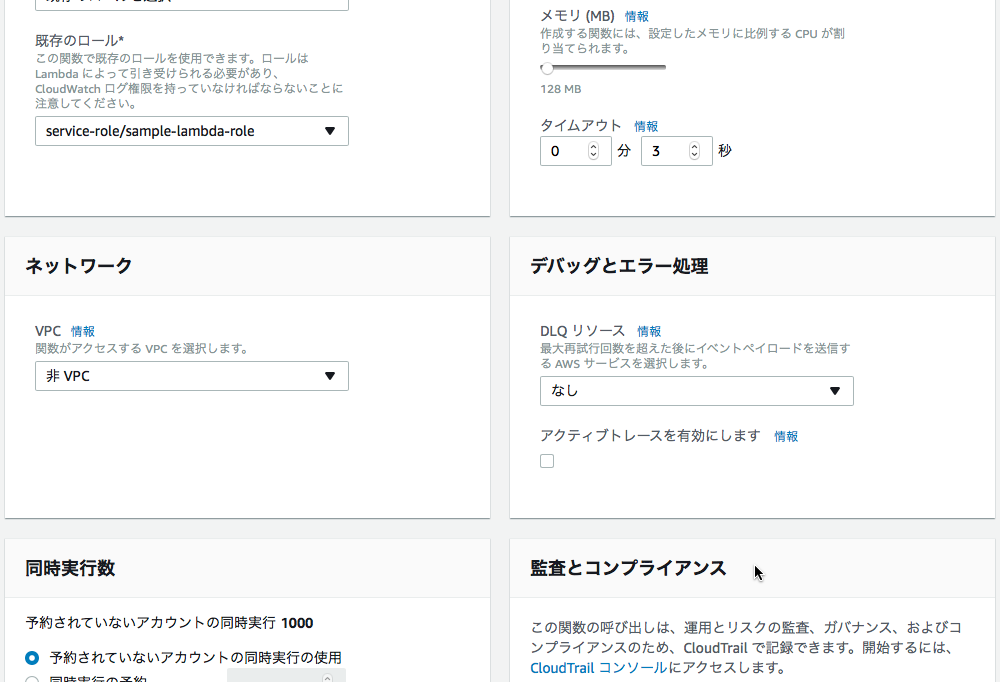 既存のロール*
この関数で既存のロールを使用できます。ロールは
Lambda によって引き受けられる必要があり、
CloudWatch ログ権限を持っていなければならないことに
注意してください。
service-role/sample-lambda-role
メモリ (MB) 情報
作成する関数には、設定したメモリに比例する CPU が割
り当てられます。
128 MB
タイムアウト 情報
0 分 3 秒
ネットワーク
VPC 情報
関数がアクセスする VPC を選択します。
非 VPC
デバッグとエラー処理
DLQ リソース 情報
最大再試行回数を超えた後にイベントペイロードを送信す
る AWS サービスを選択します。
なし
アクティブトレースを有効にします 情報
同時実行数
予約されていないアカウントの同時実行 1000
予約されていないアカウントの同時実行の使用
同時実行の予約
監査とコンプライアンス
この関数の呼び出しは、運用とリスクの監査、ガバナンス、およびコ
ンプライアンスのため、CloudTrail で記録できます。開始するには、
CloudTrail コンソールにアクセスします。